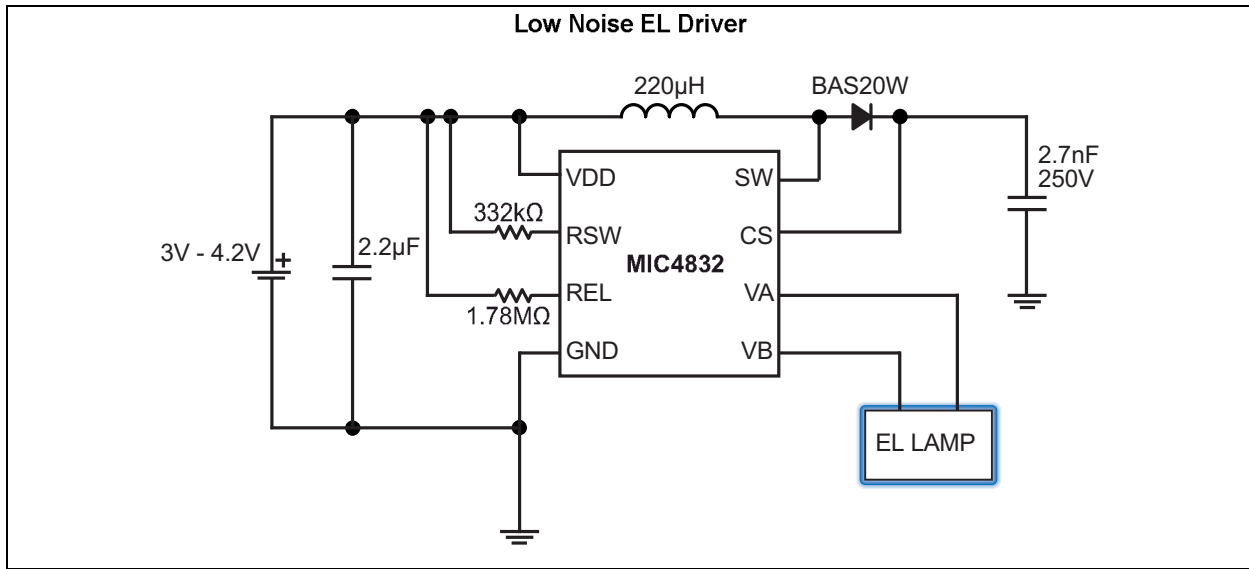 Low Noise EL Driver
220µH
BAS20W
VDD
SW
2.7nF
250V
332kΩ
RSW
CS
3V - 4.2V
+
2.2µF
MIC4832
REL
VA
1.78MΩ
GND
VB
EL LAMP